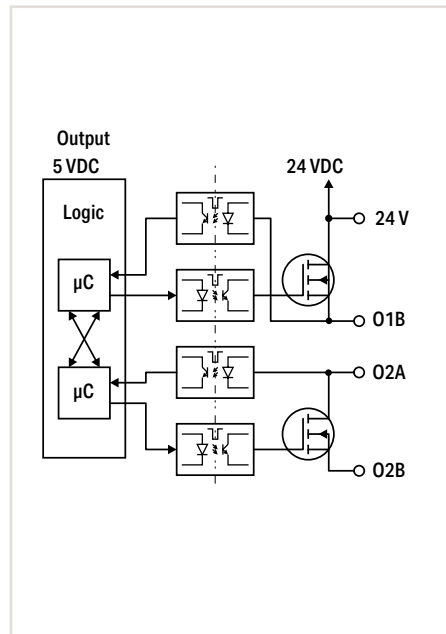 Output
5 VDC
24 VDC
Logic
24 V
µC
O1B
µC
O2A
O2B